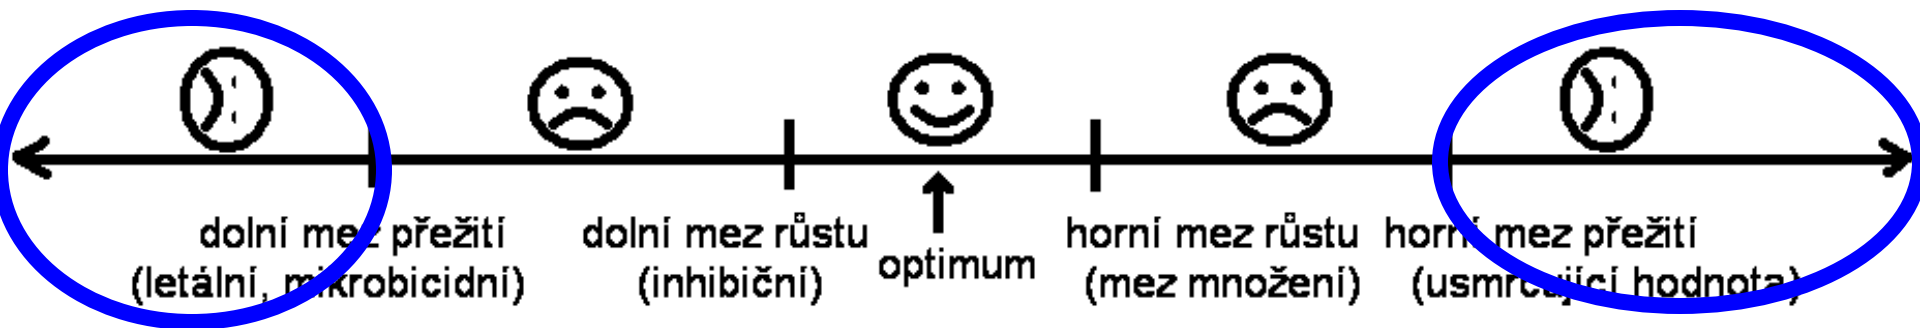 dolní mez přežití
(letální, mikrobicidní)
dolní mez růstu
(inhibiční)
optimum
horní mez růstu
(mez množení)
horní mez přežití
(usmrcující hodnota)